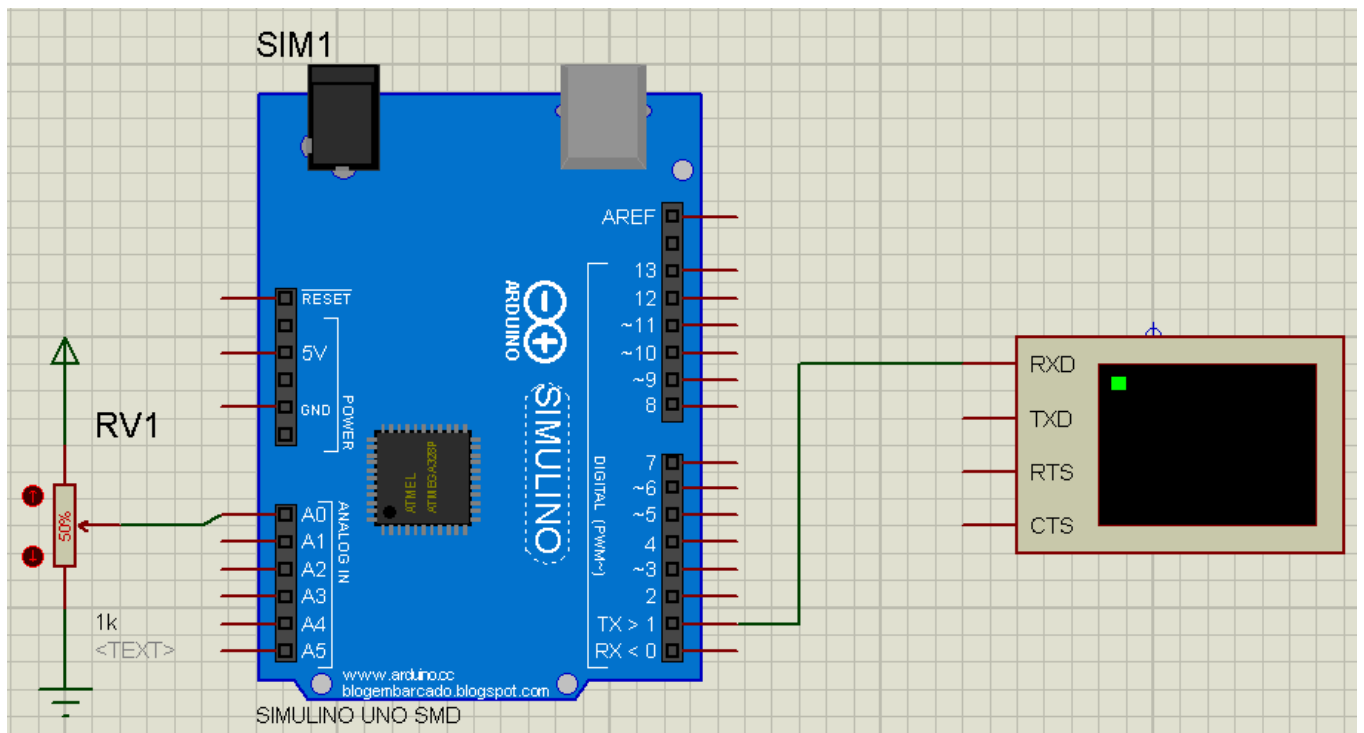 SIM1
AREF
13
12
~11
~10
~9
8
RESET
5V
GND
POWER
ARDUINO
SIMULINO
ATMEL
ATMEGA328P
RV1
50%
1k
<TEXT>
A0
A1
A2
A3
A4
A5
ANALOG IN
DIGITAL (PWM~)
7
~6
~5
4
~3
2
TX > 1
RX < 0
www.arduino.cc
blogembarcado.blogspot.com
SIMULINO UNO SMD
RXD
TXD
RTS
CTS